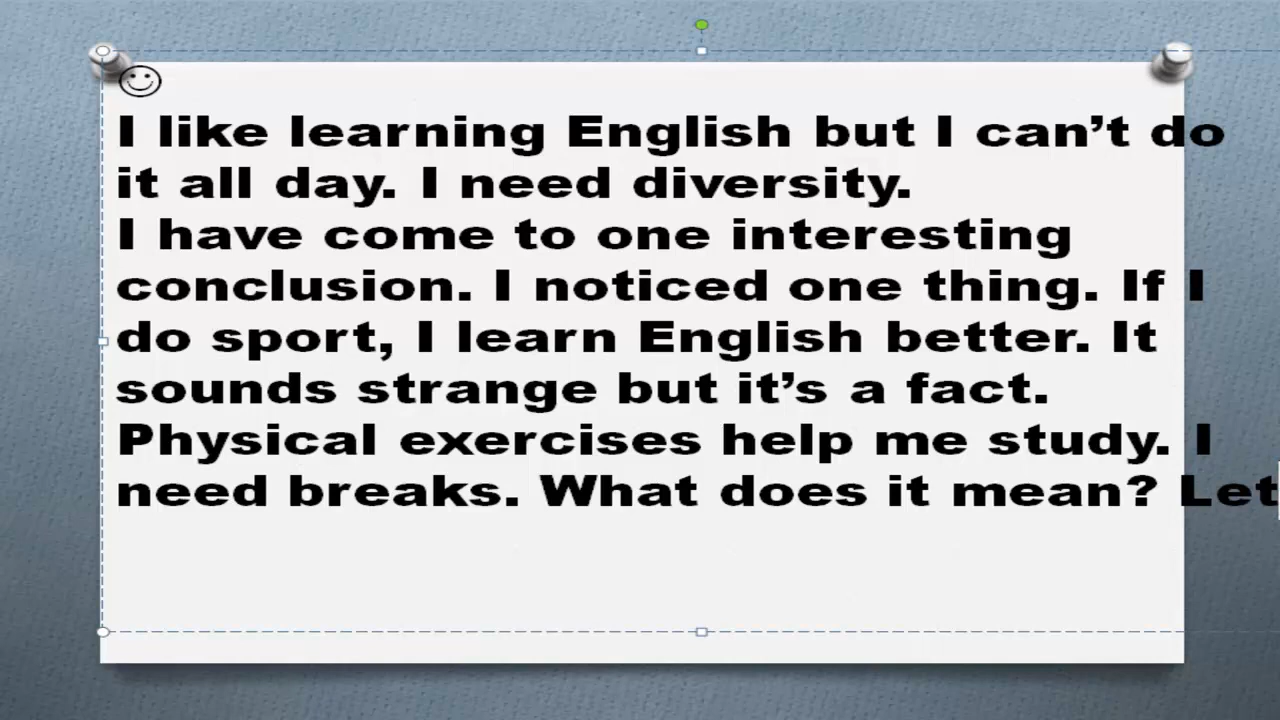 I like learning English but I can’t do
it all day. I need diversity.
I have come to one interesting
conclusion. I noticed one thing. If I
do sport, I learn English better. It
sounds strange but it’s a fact.
Physical exercises help me study. I
need breaks. What does it mean? Let